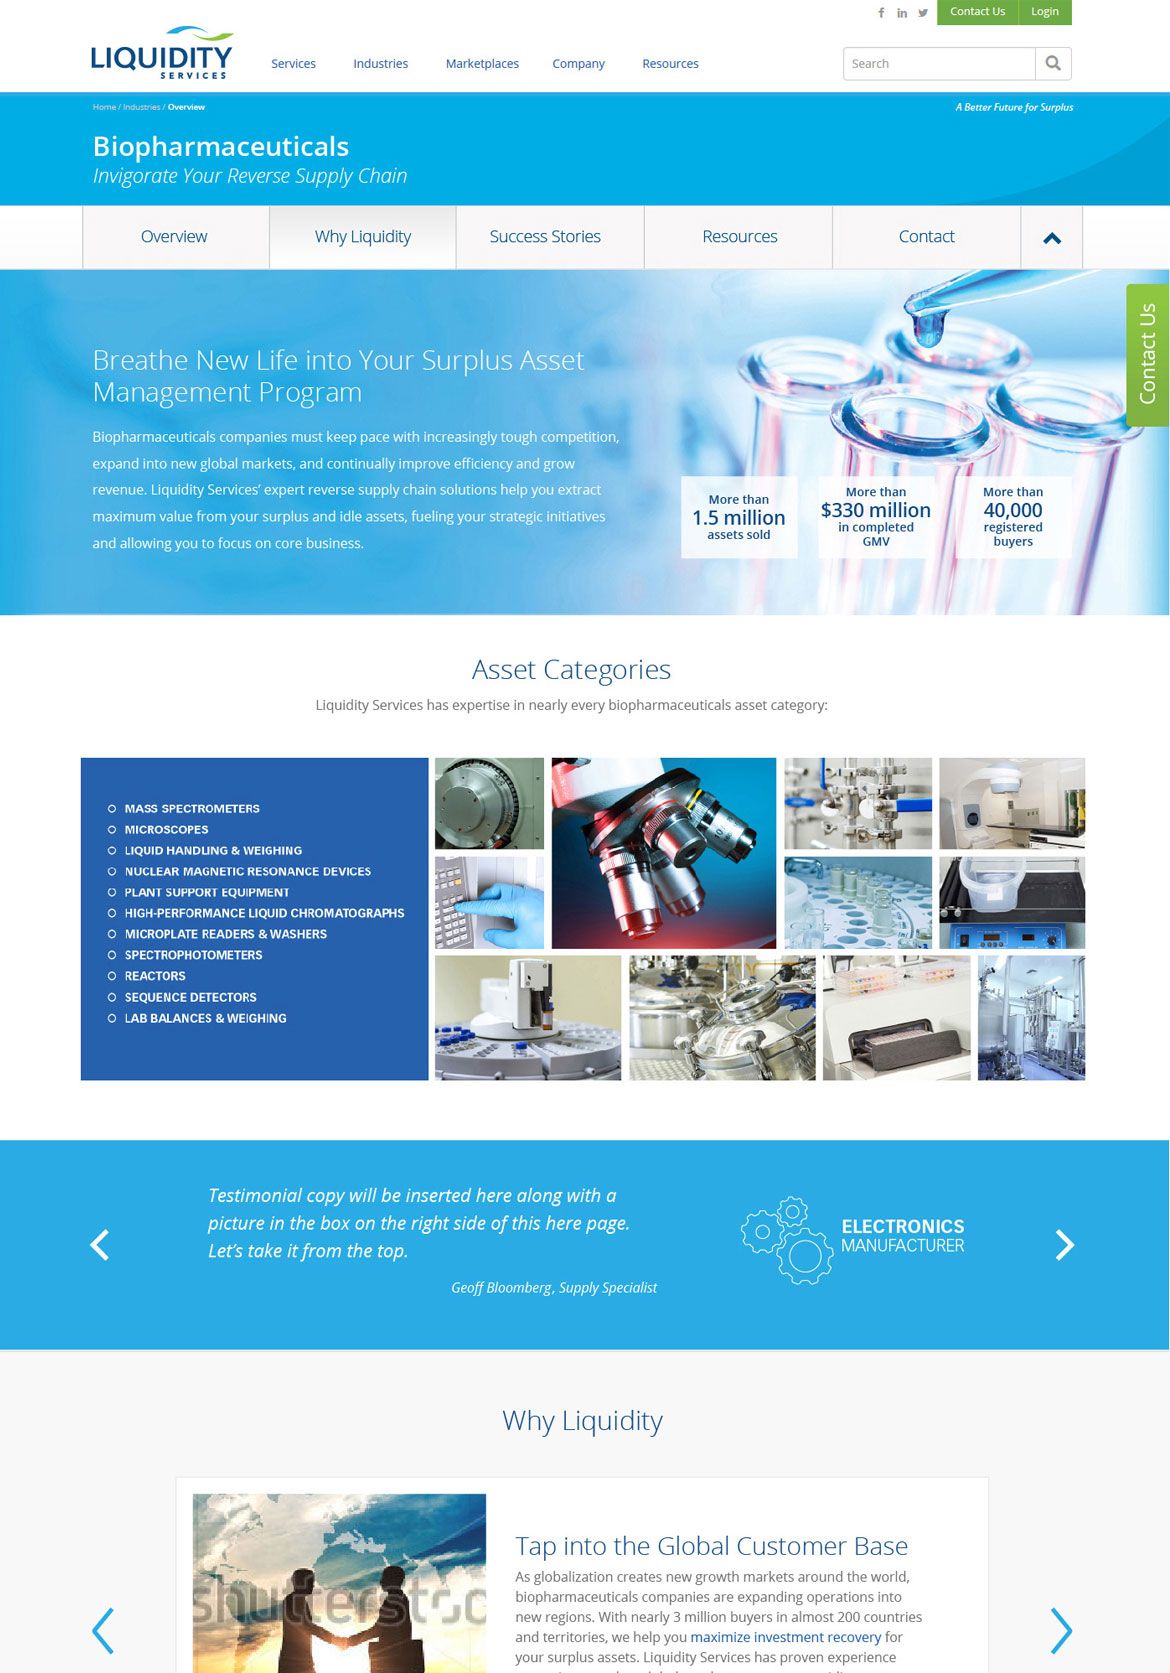 Contact Us
Login
LIQUIDITY
SERVICES
Services
Industries
Marketplaces
Company
Resources
Search
Home / Industries / Overview
A Better Future for Surplus
Biopharmaceuticals
Invigorate Your Reverse Supply Chain
Overview
Why Liquidity
Success Stories
Resources
Contact
Contact Us
Breathe New Life into Your Surplus Asset
Management Program
Biopharmaceuticals companies must keep pace with increasingly tough competition,
expand into new global markets, and continually improve efficiency and grow
revenue. Liquidity Services’ expert reverse supply chain solutions help you extract
maximum value from your surplus and idle assets, fueling your strategic initiatives
and allowing you to focus on core business.
More than
1.5 million
assets sold
More than
$330 million
in completed
GMV
More than
40,000
registered
buyers
Asset Categories
Liquidity Services has expertise in nearly every biopharmaceuticals asset category:
MASS SPECTROMETERS
MICROSCOPES
LIQUID HANDLING & WEIGHING
NUCLEAR MAGNETIC RESONANCE DEVICES
PLANT SUPPORT EQUIPMENT
HIGH-PERFORMANCE LIQUID CHROMATOGRAPHS
MICROPLATE READERS & WASHERS
SPECTROPHOTOMETERS
REACTORS
SEQUENCE DETECTORS
LAB BALANCES & WEIGHING
Testimonial copy will be inserted here along with a
picture in the box on the right side of this here page.
Let’s take it from the top.
Geoff Bloomberg, Supply Specialist
ELECTRONICS
MANUFACTURER
Why Liquidity
shutterstoc
Tap into the Global Customer Base
As globalization creates new growth markets around the world,
biopharmaceuticals companies are expanding operations into
new regions. With nearly 3 million buyers in almost 200 countries
and territories, we help you maximize investment recovery for
your surplus assets. Liquidity Services has proven experience